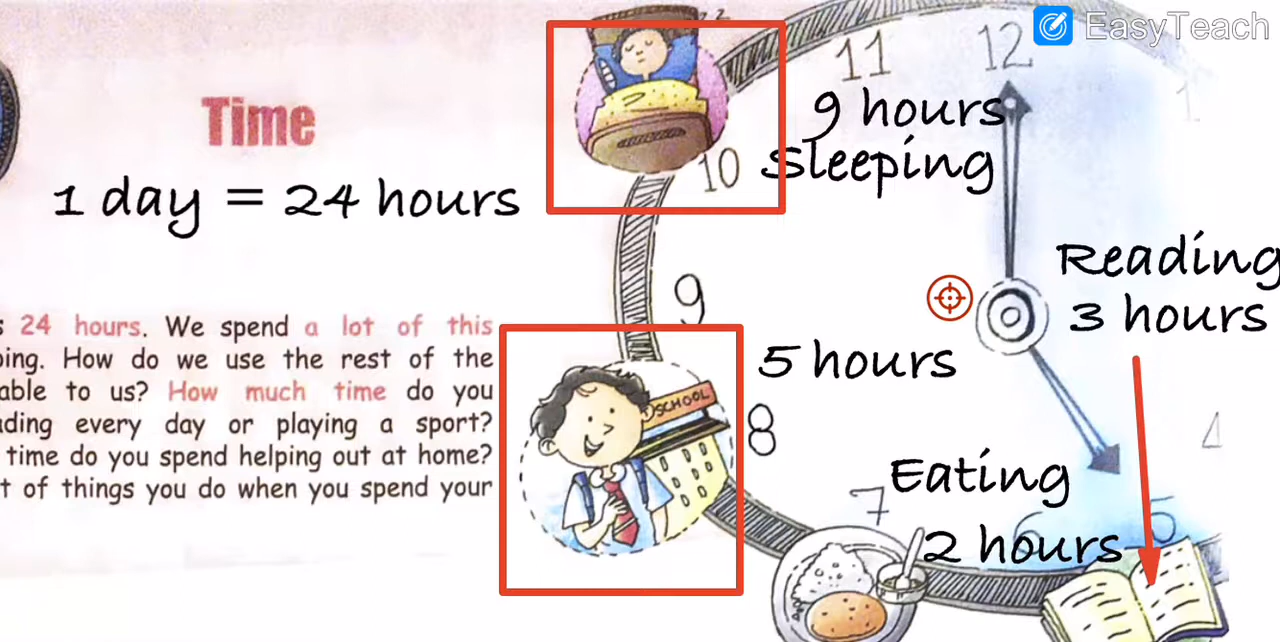 EasyTeach
Time
1 day = 24 hours
24 hours. We spend a lot of this
How do we use the rest of the
able to us? How much time do you
every day or playing a sport?
time do you spend helping out at home?
of things you do when you spend your
11
12
9 hours
Sleeping
10
9
Reading
3 hours
SCHOOL
5 hours
8
4
Eating
7
2 hours
6
5